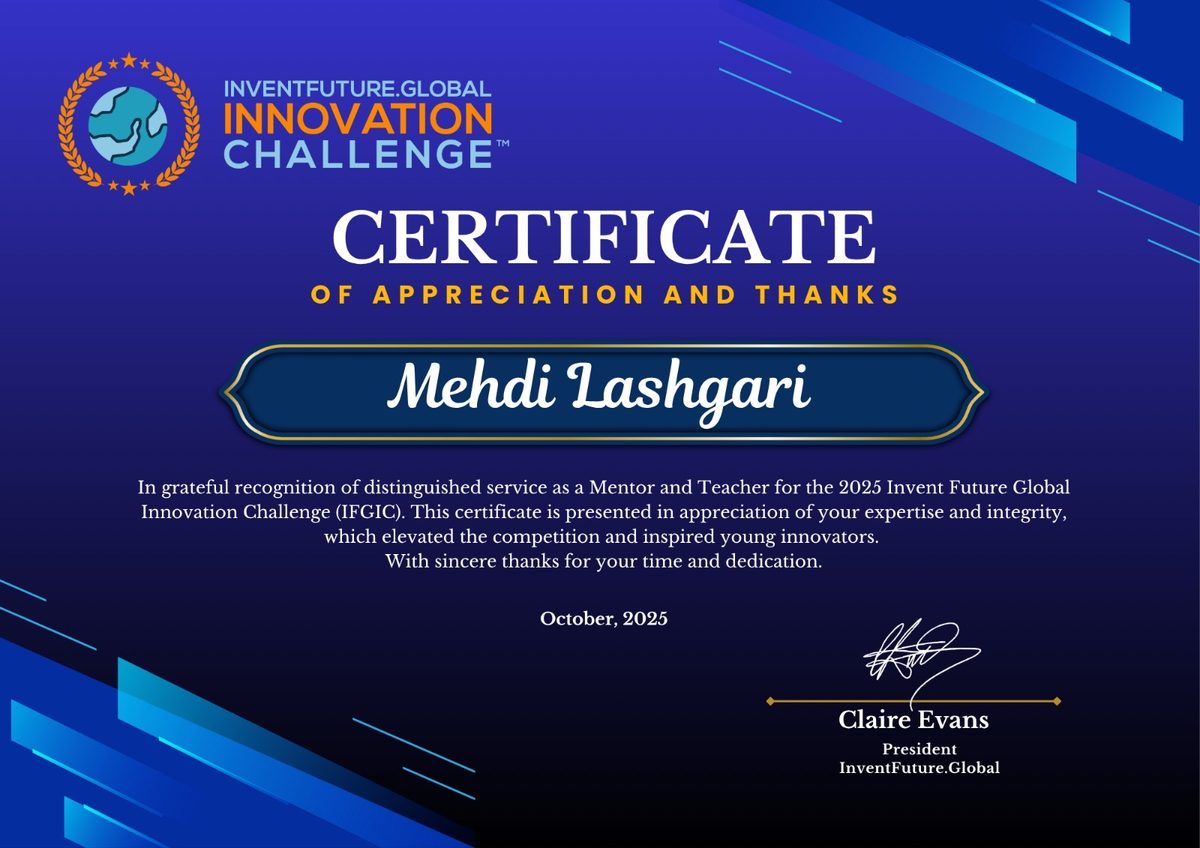 INVENTFUTURE.GLOBAL
INNOVATION
CHALLENGE™
CERTIFICATE
OF APPRECIATION AND THANKS
Mehdi Lashgari
In grateful recognition of distinguished service as a Mentor and Teacher for the 2025 Invent Future Global
Innovation Challenge (IFGIC). This certificate is presented in appreciation of your expertise and integrity,
which elevated the competition and inspired young innovators.
With sincere thanks for your time and dedication.
October, 2025
Claire Evans
President
InventFuture.Global